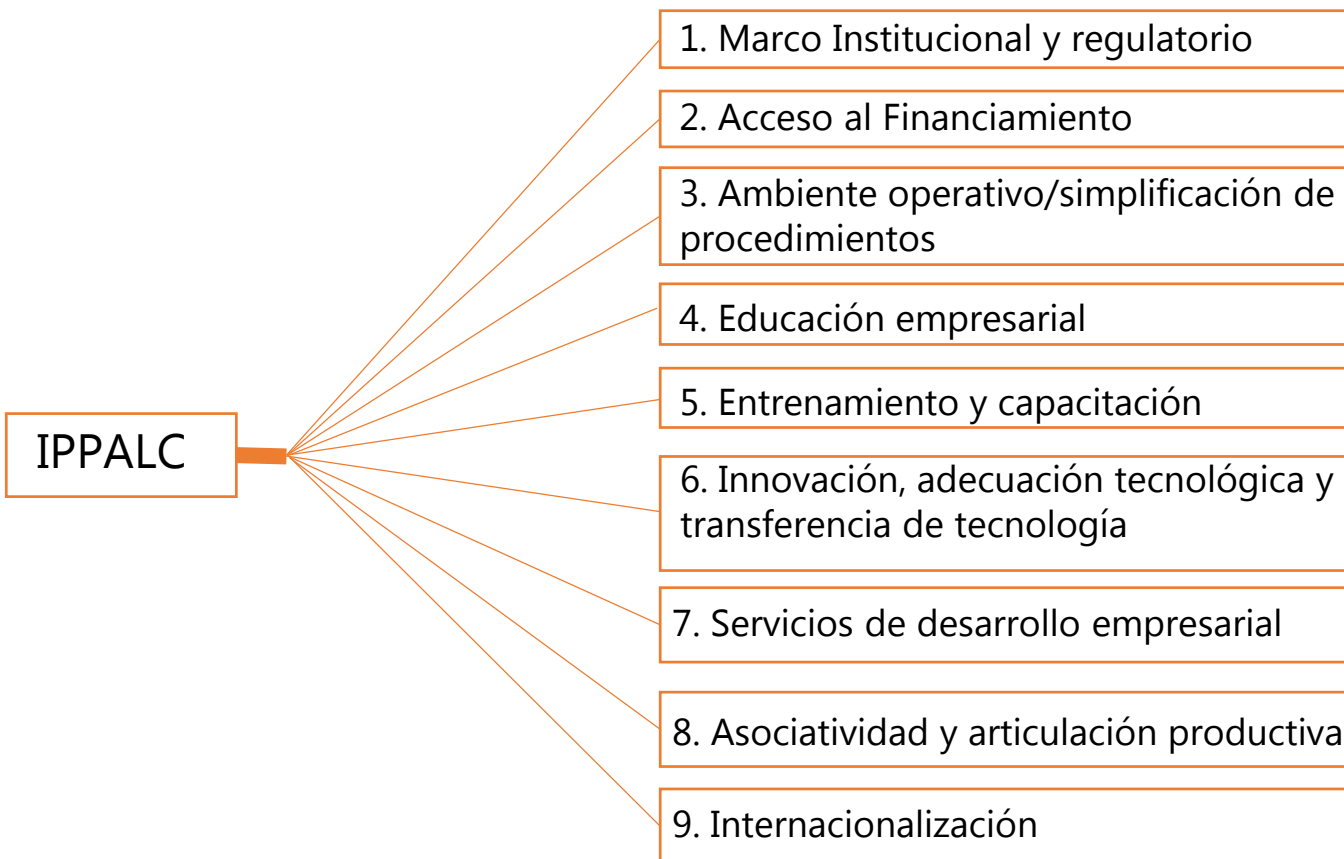 1. Marco Institucional y regulatorio
2. Acceso al Financiamiento
3. Ambiente operativo/simplificación de
procedimientos
4. Educación empresarial
5. Entrenamiento y capacitación
IPPALC
6. Innovación, adecuación tecnológica y
transferencia de tecnología
7. Servicios de desarrollo empresarial
8. Asociatividad y articulación productiva
9. Internacionalización